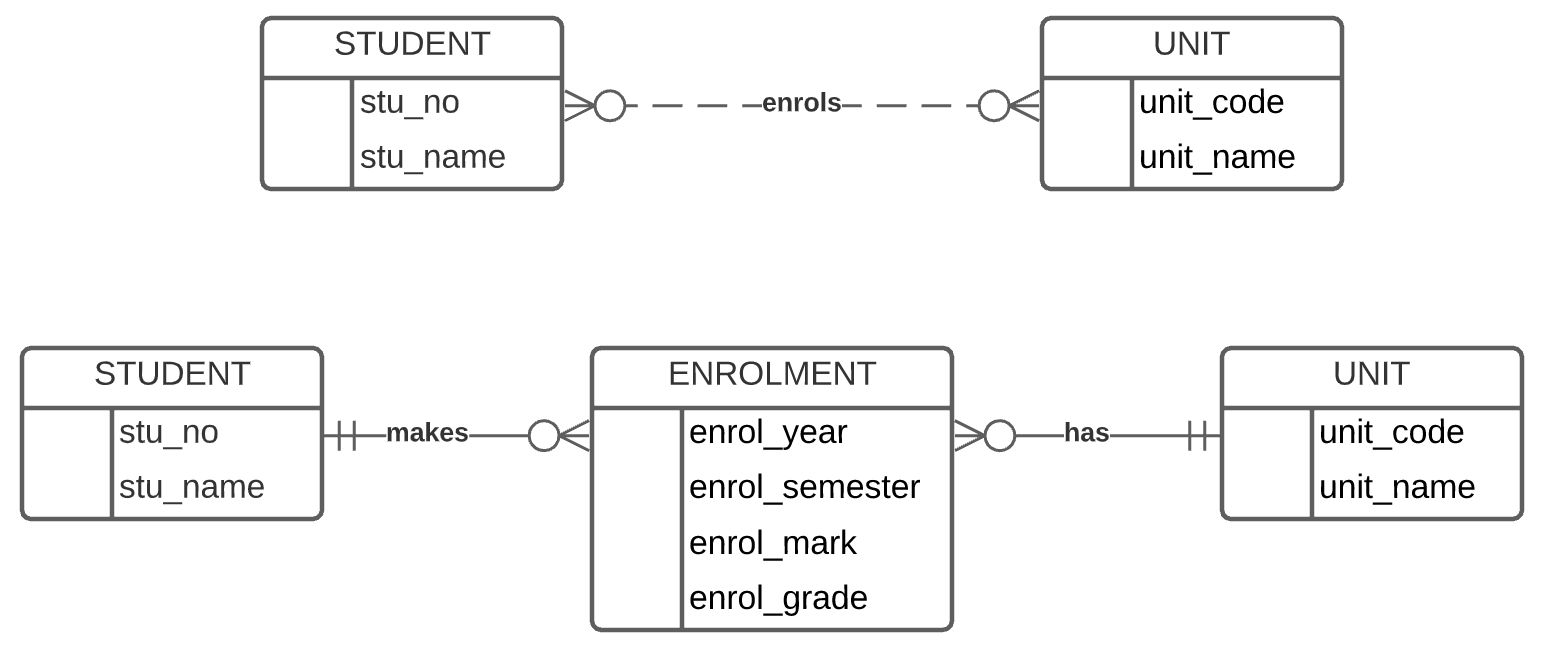 STUDENT
stu_no
stu_name
enrols
UNIT
unit_code
unit_name
STUDENT
stu_no
stu_name
makes
ENROLMENT
enrol_year
enrol_semester
enrol_mark
enrol_grade
has
UNIT
unit_code
unit_name